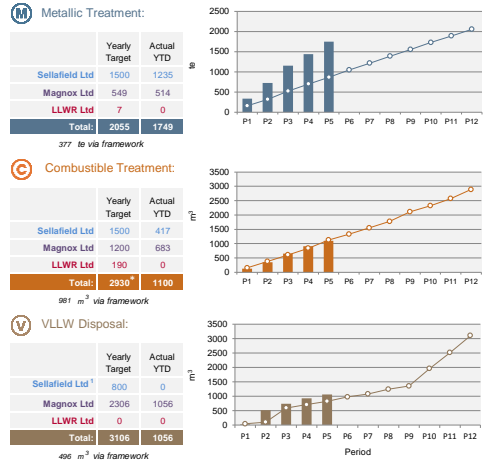 M Metallic Treatment:
Yearly Target Actual YTD
Sellafield Ltd 1500 1235
Magnox Ltd 549 514
LLWR Ltd 7 0
Total: 2055 1749
377 te via framework
te
2500
2000
1500
1000
500
0
P1 P2 P3 P4 P5 P6 P7 P8 P9 P10 P11 P12
C Combustible Treatment:
Yearly Target Actual YTD
Sellafield Ltd 1500 417
Magnox Ltd 1200 683
LLWR Ltd 190 0
Total: 2930* 1100
981 m³ via framework
m³
3500
3000
2500
2000
1500
1000
500
0
P1 P2 P3 P4 P5 P6 P7 P8 P9 P10 P11 P12
V VLLW Disposal:
Yearly Target Actual YTD
Sellafield Ltd¹ 800 0
Magnox Ltd 2306 1056
LLWR Ltd 0 0
Total: 3106 1056
496 m³ via framework
m³
3500
3000
2500
2000
1500
1000
500
0
P1 P2 P3 P4 P5 P6 P7 P8 P9 P10 P11 P12
Period